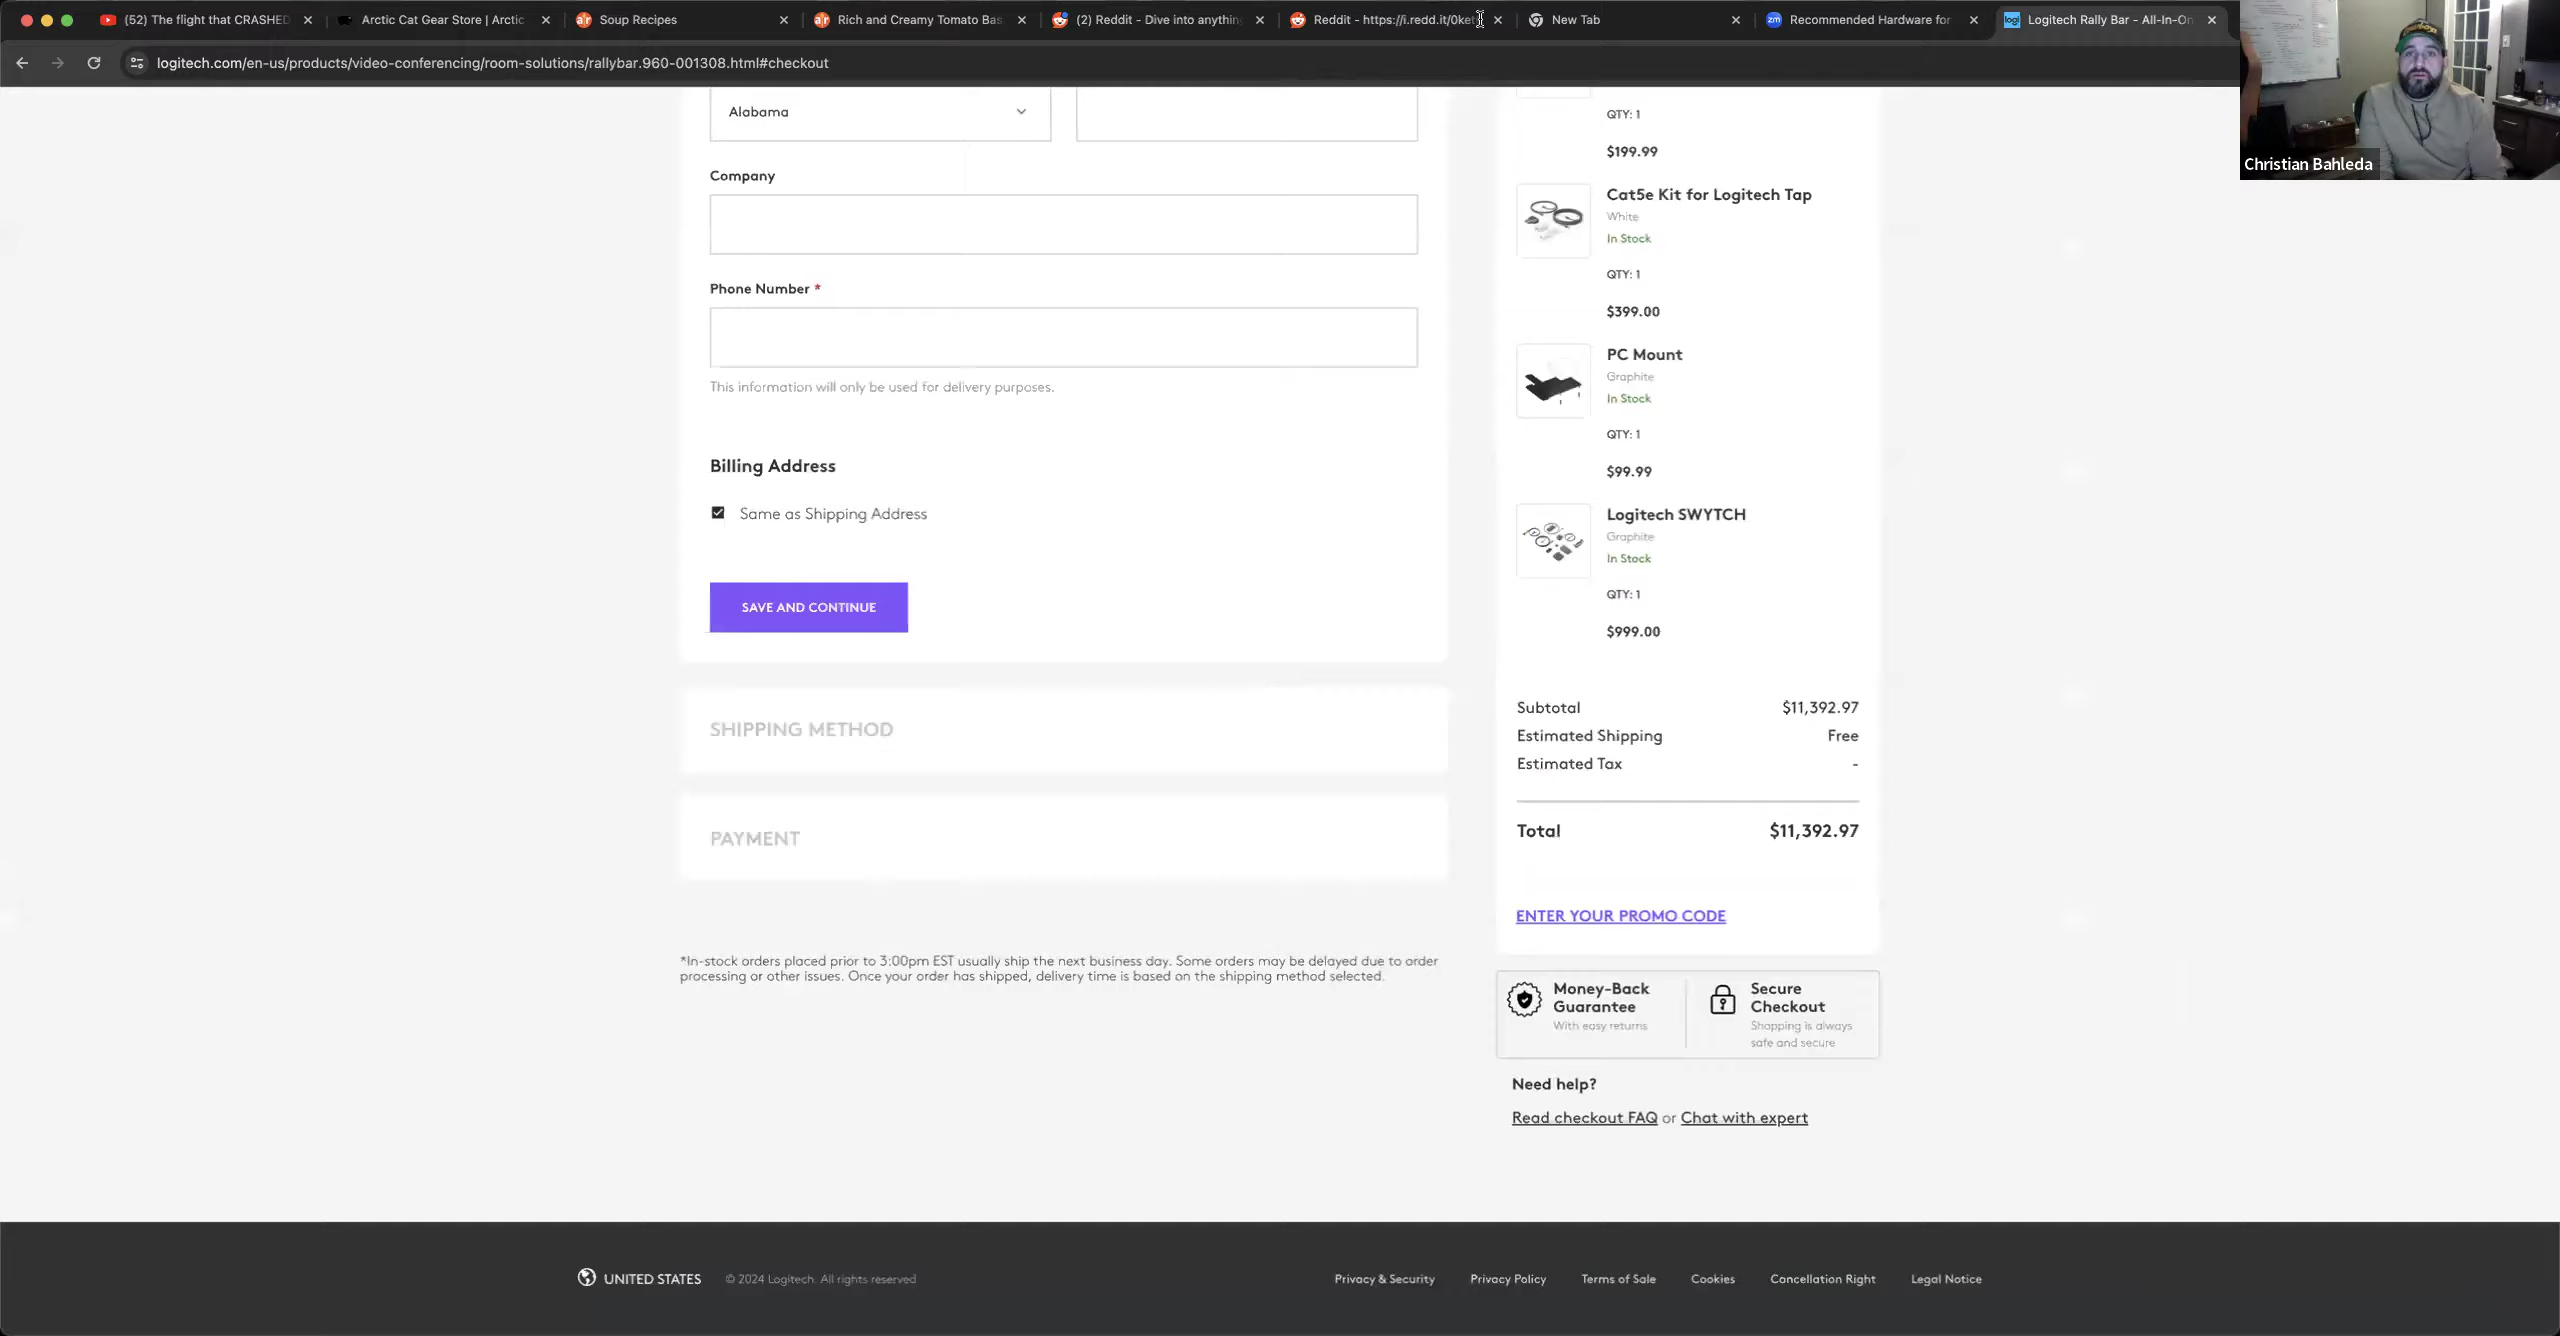 (52) The flight that CRASHED
Arctic Cat Gear Store | Arctic
Soup Recipes
Rich and Creamy Tomato Bas
(2) Reddit - Dive into anything
Reddit - https://i.redd.it/0ket
New Tab
zm Recommended Hardware for
logi Logitech Rally Bar - All-In-On
logitech.com/en-us/products/video-conferencing/room-solutions/rallybar.960-001308.html#checkout
Christian Bahleda
Alabama
Company
Phone Number *
This information will only be used for delivery purposes.
Billing Address
Same as Shipping Address
SAVE AND CONTINUE
SHIPPING METHOD
PAYMENT
*In-stock orders placed prior to 3:00pm EST usually ship the next business day. Some orders may be delayed due to order
processing or other issues. Once your order has shipped, delivery time is based on the shipping method selected.
QTY: 1
$199.99
Cat5e Kit for Logitech Tap
White
In Stock
QTY: 1
$399.00
PC Mount
Graphite
In Stock
QTY: 1
$99.99
Logitech SWYTCH
Graphite
In Stock
QTY: 1
$999.00
Subtotal $11,392.97
Estimated Shipping Free
Estimated Tax -
Total $11,392.97
ENTER YOUR PROMO CODE
Money-Back
Guarantee
With easy returns
Secure
Checkout
Shopping is always
safe and secure
Need help?
Read checkout FAQ or Chat with expert
UNITED STATES © 2024 Logitech. All rights reserved
Privacy & Security Privacy Policy Terms of Sale Cookies Cancellation Right Legal Notice